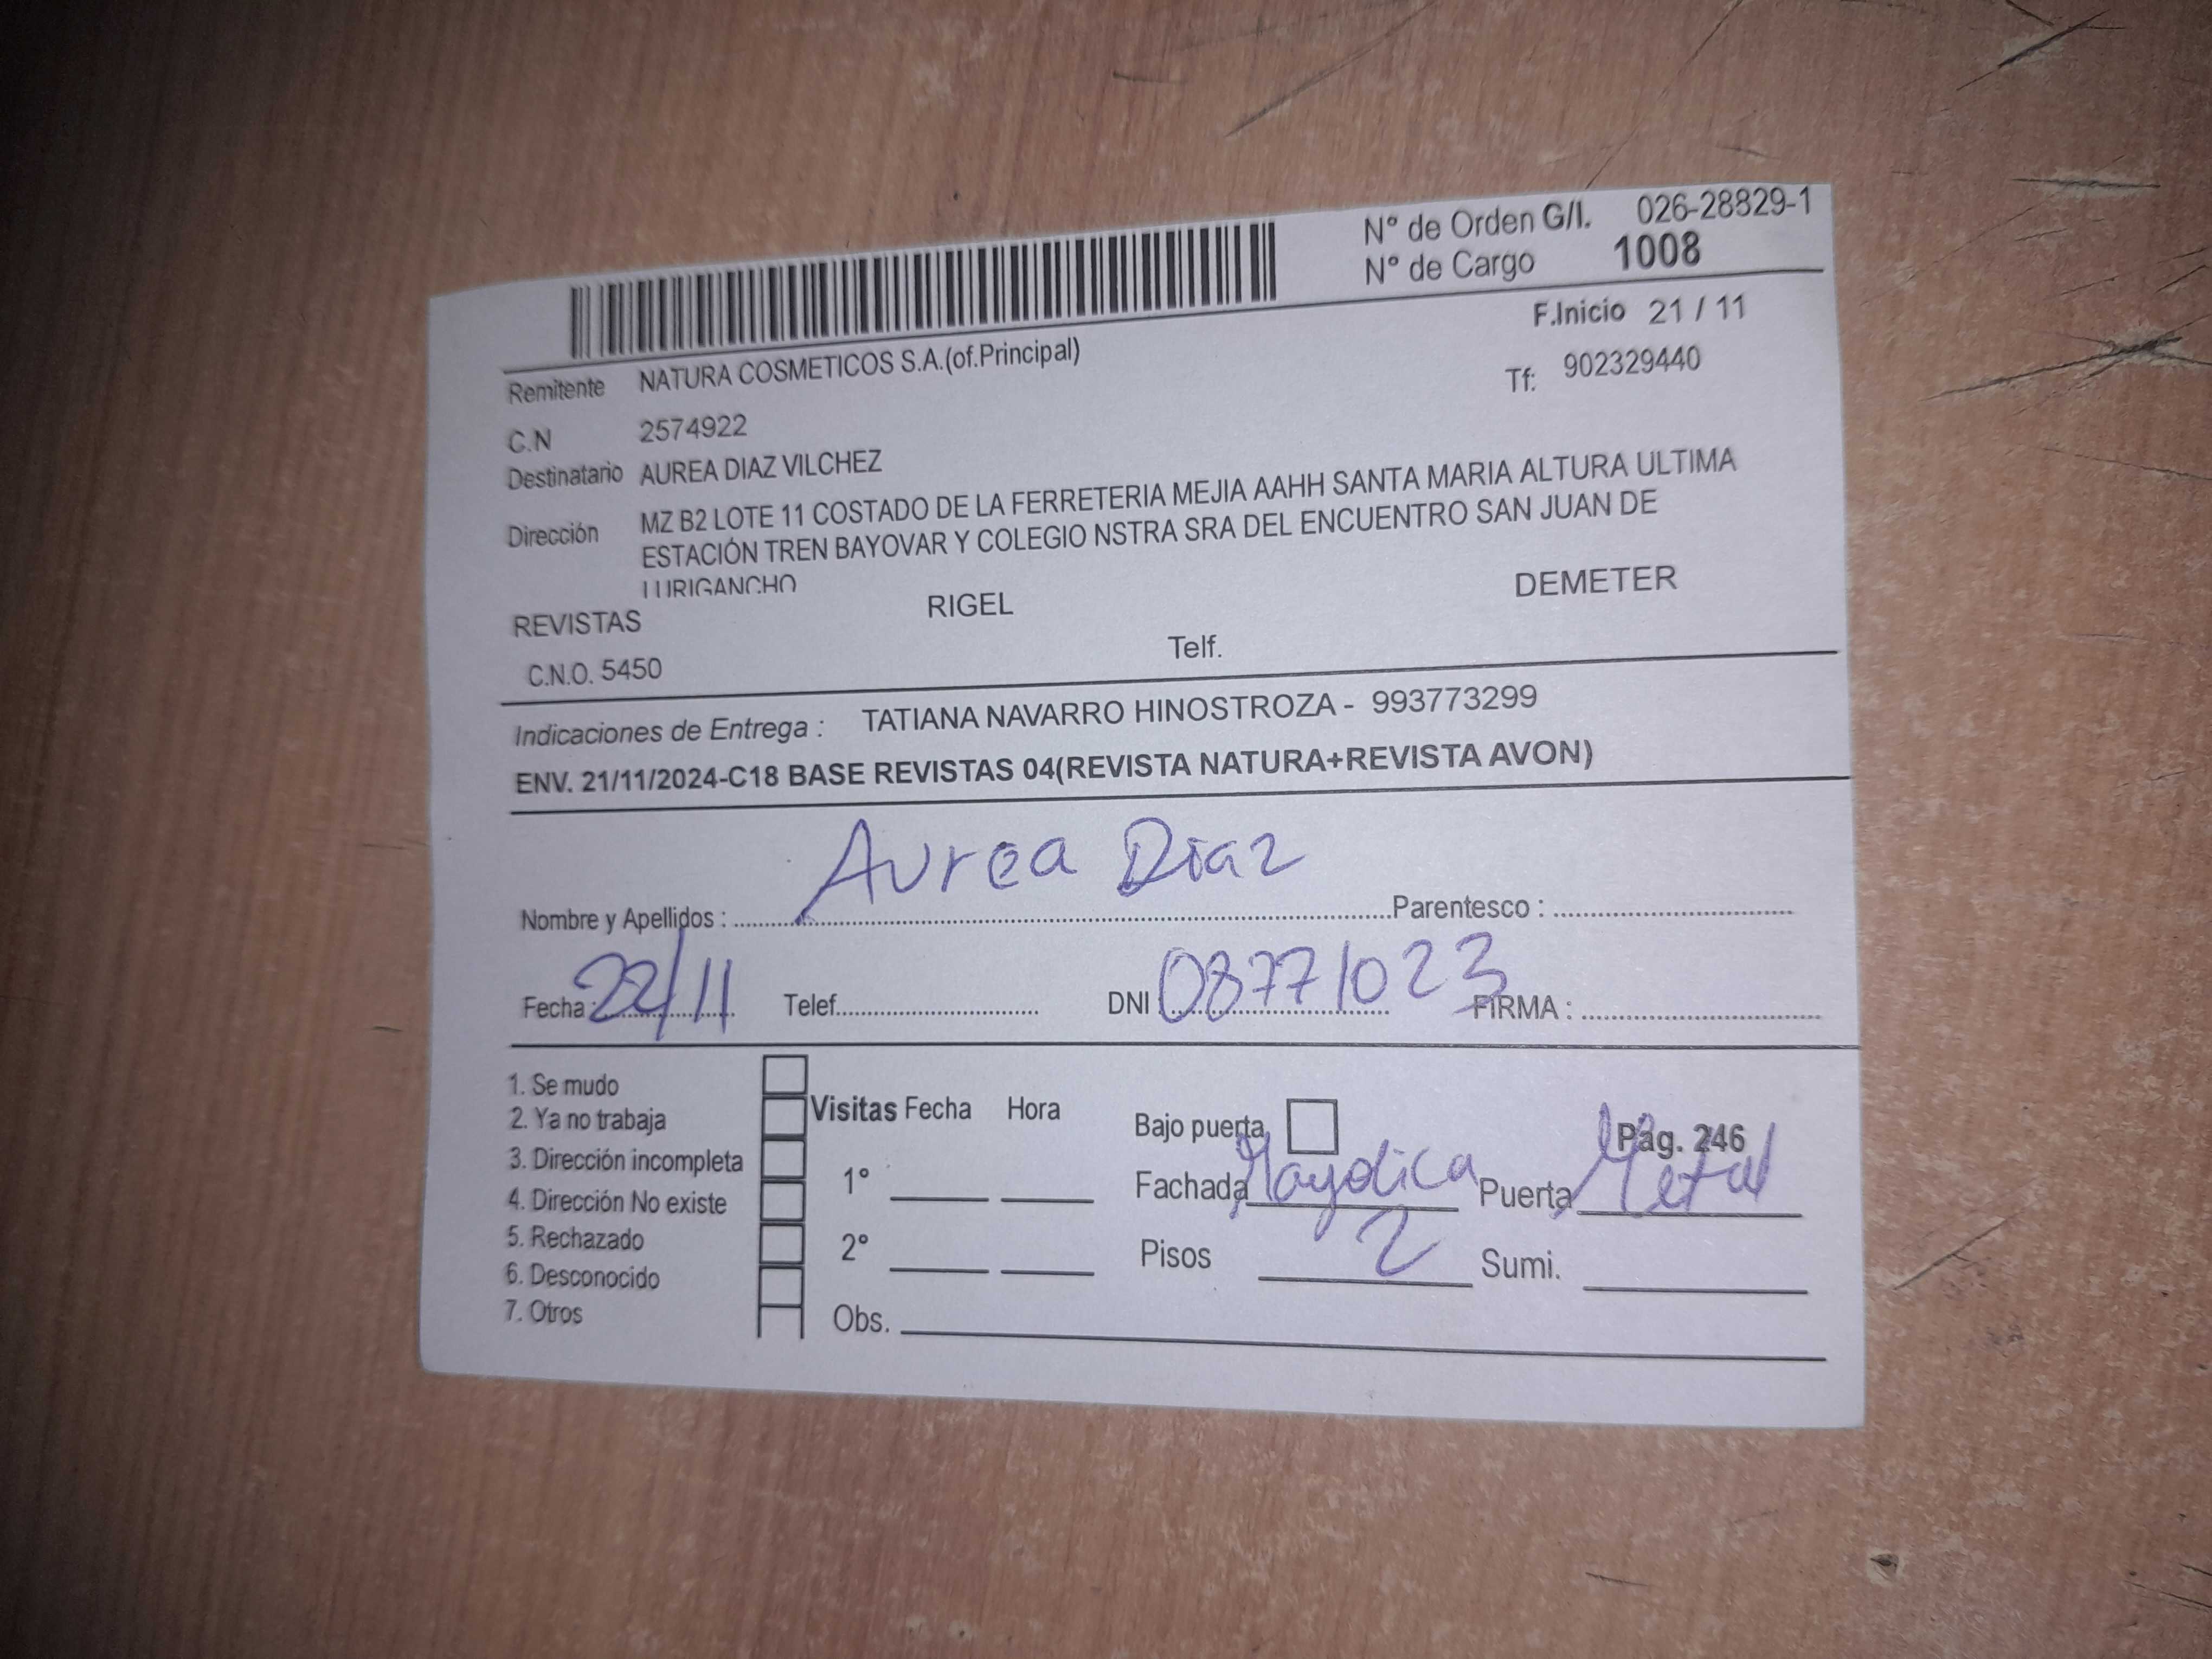 N° de Orden G/I. 026-28829-1
N° de Cargo 1008
F.Inicio 21 / 11
Remitente NATURA COSMETICOS S.A.(of.Principal)
Tf: 902329440
C.N 2574922
Destinatario AUREA DIAZ VILCHEZ
Dirección MZ B2 LOTE 11 COSTADO DE LA FERRETERIA MEJIA AAHH SANTA MARIA ALTURA ULTIMA
ESTACIÓN TREN BAYOVAR Y COLEGIO NSTRA SRA DEL ENCUENTRO SAN JUAN DE
LURIGANCHO
REVISTAS RIGEL DEMETER
C.N.O. 5450 Telf.
Indicaciones de Entrega : TATIANA NAVARRO HINOSTROZA - 993773299
ENV. 21/11/2024-C18 BASE REVISTAS 04(REVISTA NATURA+REVISTA AVON)
Nombre y Apellidos : Aurea Diaz Parentesco :
Fecha : 22/11 Telef. DNI 08771023 FIRMA :
1. Se mudo
2. Ya no trabaja
3. Dirección incompleta
4. Dirección No existe
5. Rechazado
6. Desconocido
7. Otros
Visitas Fecha Hora
1°
2°
Obs.
Bajo puerta Pág. 246
Fachada Mayolica Puerta Metal
Pisos 2 Sumi.